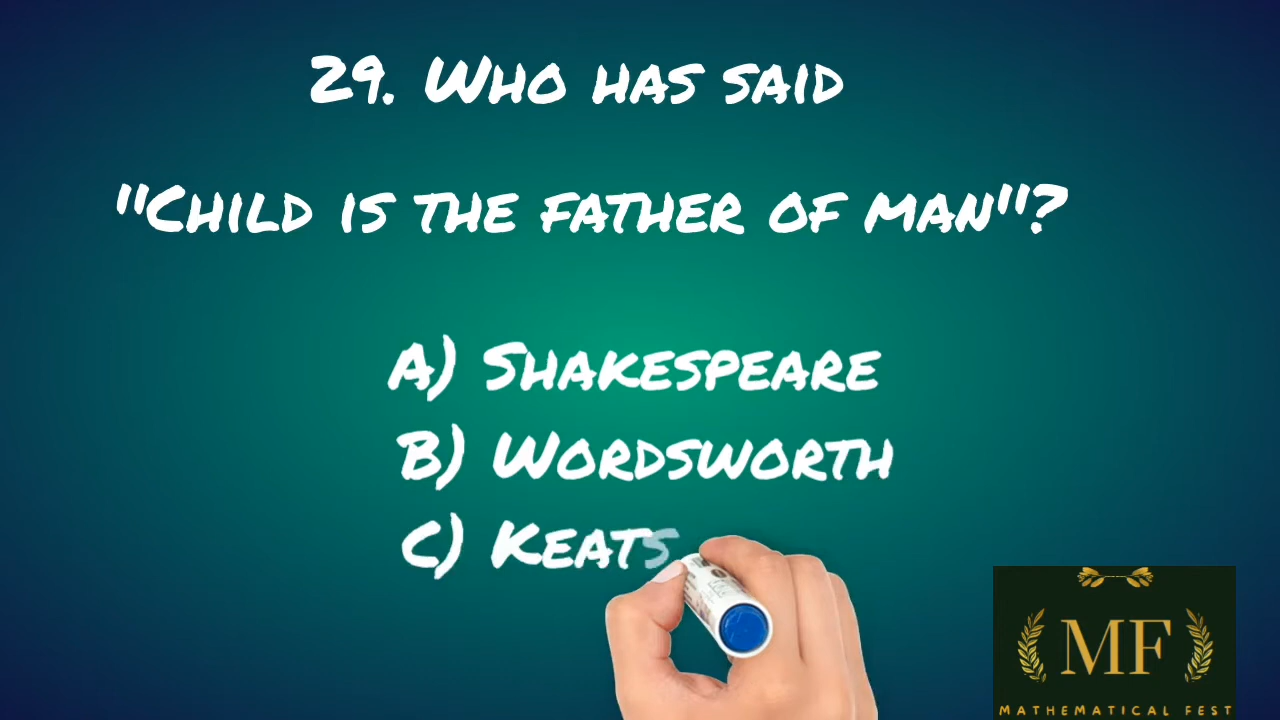 29. Who has said
"Child is the father of man"?
A) Shakespeare
B) Wordsworth
C) Keats
MF
MATHEMATICAL FEST